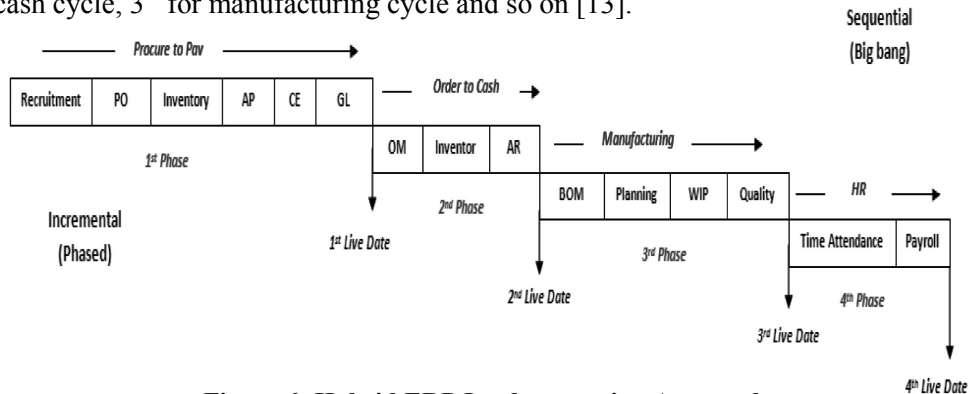 cash cycle, 3 for manufacturing cycle and so on [13].
Sequential
(Big bang)
Procure to Pav
Recruitment PO Inventory AP CE GL
Order to Cash
OM Inventor AR
1st Phase
Manufacturing
BOM Planning WIP Quality
2nd Phase
HR
Incremental
(Phased)
1st Live Date
Time Attendance Payroll
3rd Phase
2nd Live Date
4th Phase
3rd Live Date
4th Live Date